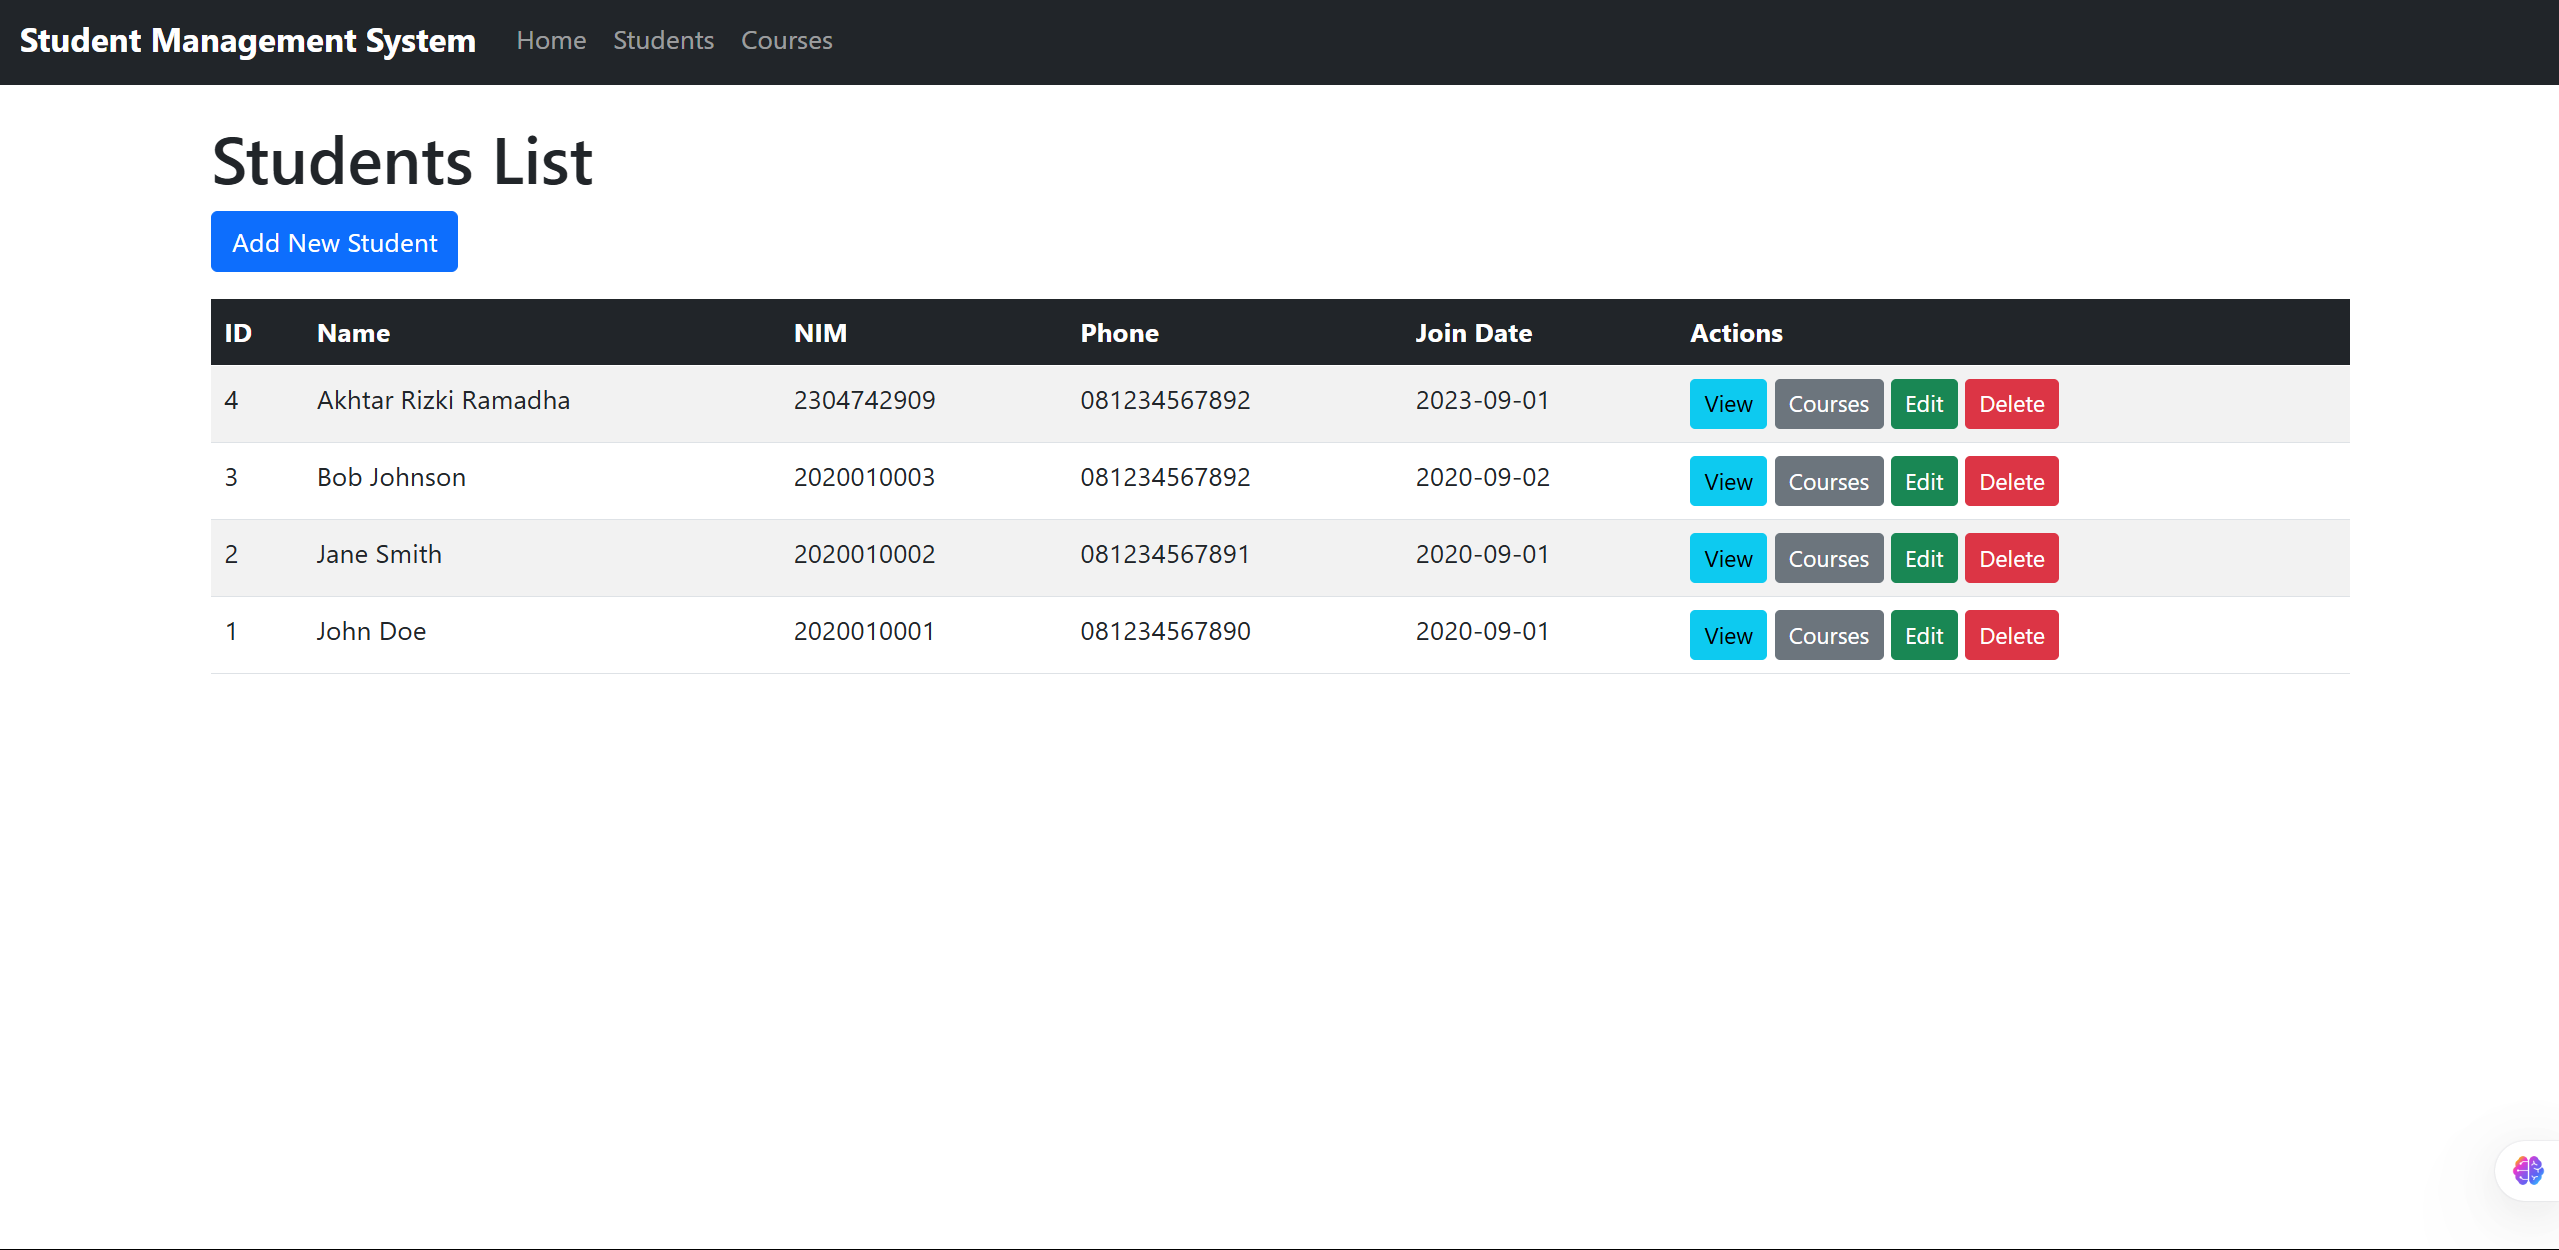 Student Management System Home Students Courses
Students List
Add New Student
ID Name NIM Phone Join Date Actions
4 Akhtar Rizki Ramadha 2304742909 081234567892 2023-09-01 View Courses Edit Delete
3 Bob Johnson 2020010003 081234567892 2020-09-02 View Courses Edit Delete
2 Jane Smith 2020010002 081234567891 2020-09-01 View Courses Edit Delete
1 John Doe 2020010001 081234567890 2020-09-01 View Courses Edit Delete